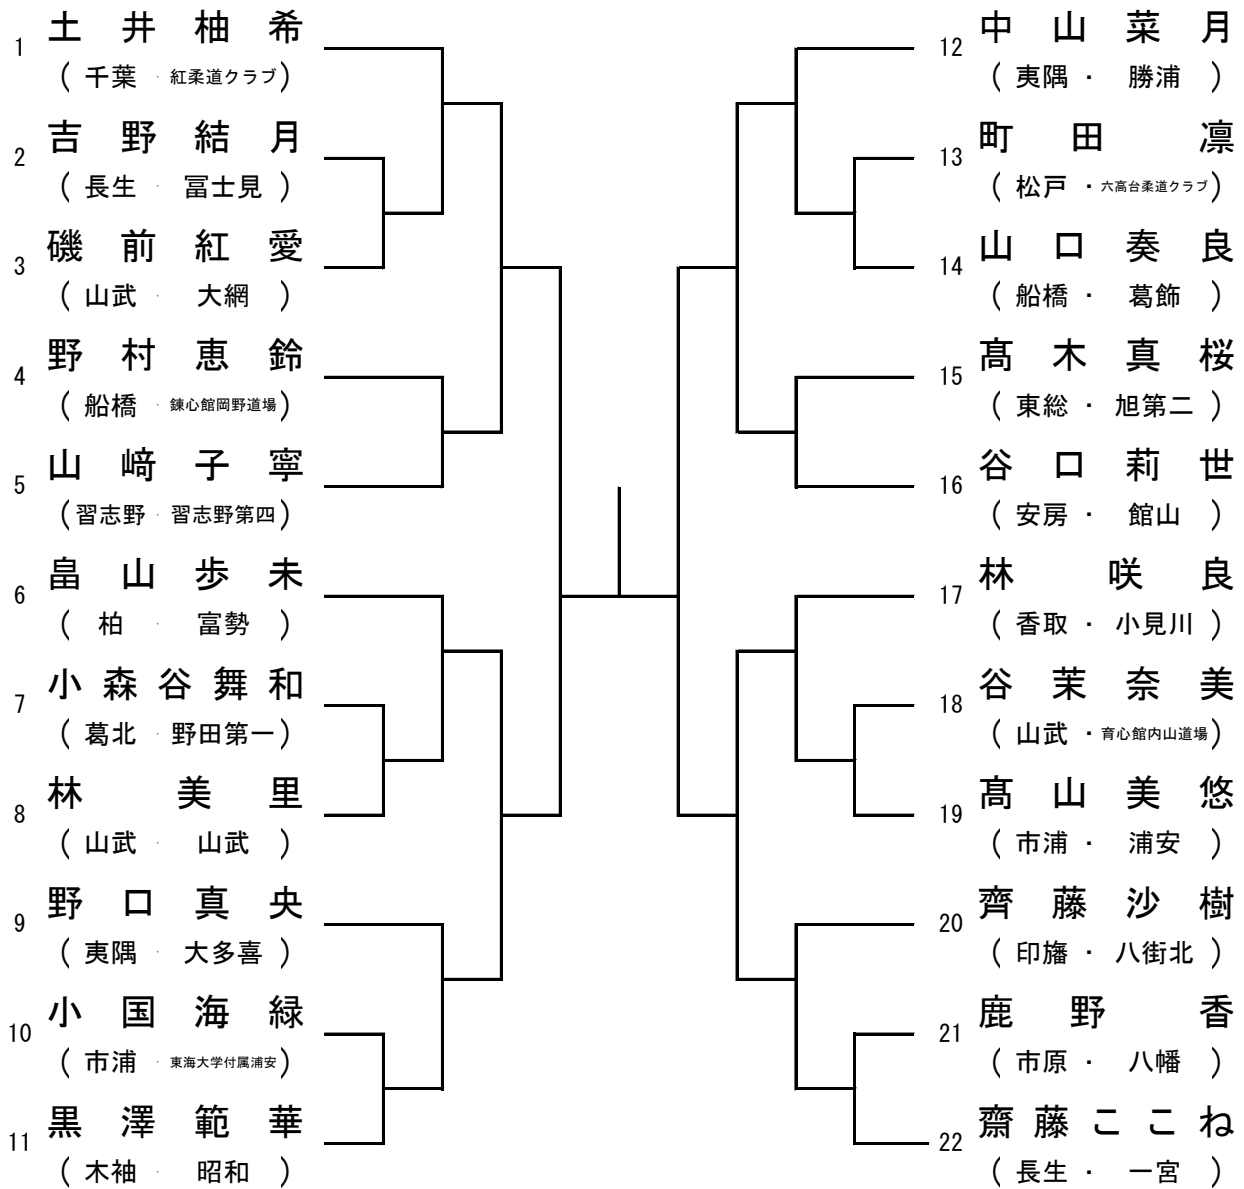 1 土井柚希
(千葉・紅柔道クラブ)
2 吉野結月
(長生・冨士見)
3 磯前紅愛
(山武・大網)
4 野村恵鈴
(船橋・錬心館岡野道場)
5 山﨑子寧
(習志野・習志野第四)
6 畠山歩未
(柏・富勢)
7 小森谷舞和
(葛北・野田第一)
8 林美里
(山武・山武)
9 野口真央
(夷隅・大多喜)
10 小国海緑
(市浦・東海大学付属浦安)
11 黒澤範華
(木袖・昭和)
12 中山菜月
(夷隅・勝浦)
13 町田凛
(松戸・六高台柔道クラブ)
14 山口奏良
(船橋・葛飾)
15 髙木真桜
(東総・旭第二)
16 谷口莉世
(安房・館山)
17 林咲良
(香取・小見川)
18 谷茉奈美
(山武・育心館内山道場)
19 髙山美悠
(市浦・浦安)
20 齊藤沙樹
(印旛・八街北)
21 鹿野香
(市原・八幡)
22 齋藤ここね
(長生・一宮)